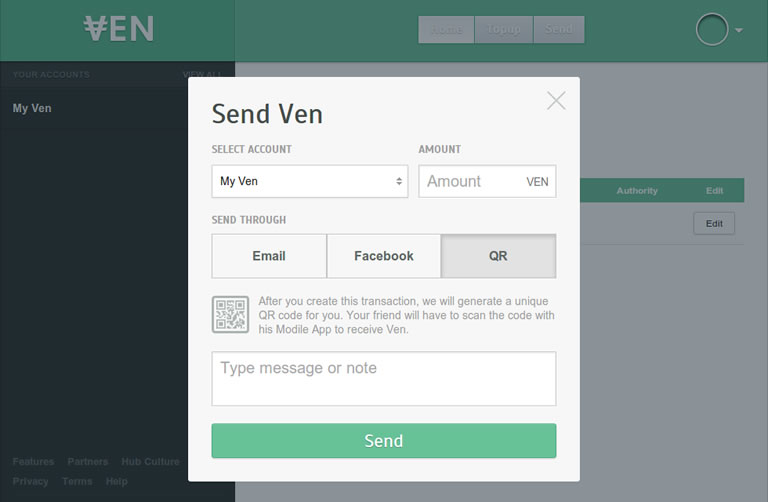 VEN
Home Topup Send
YOUR ACCOUNTS VIEW ALL
My Ven
Send Ven
SELECT ACCOUNT AMOUNT
My Ven Amount VEN
Authority Edit
SEND THROUGH
Edit
Email Facebook QR
After you create this transaction, we will generate a unique
QR code for you. Your friend will have to scan the code with
his Modile App to receive Ven.
Type message or note
Send
Features Partners Hub Culture
Privacy Terms Help